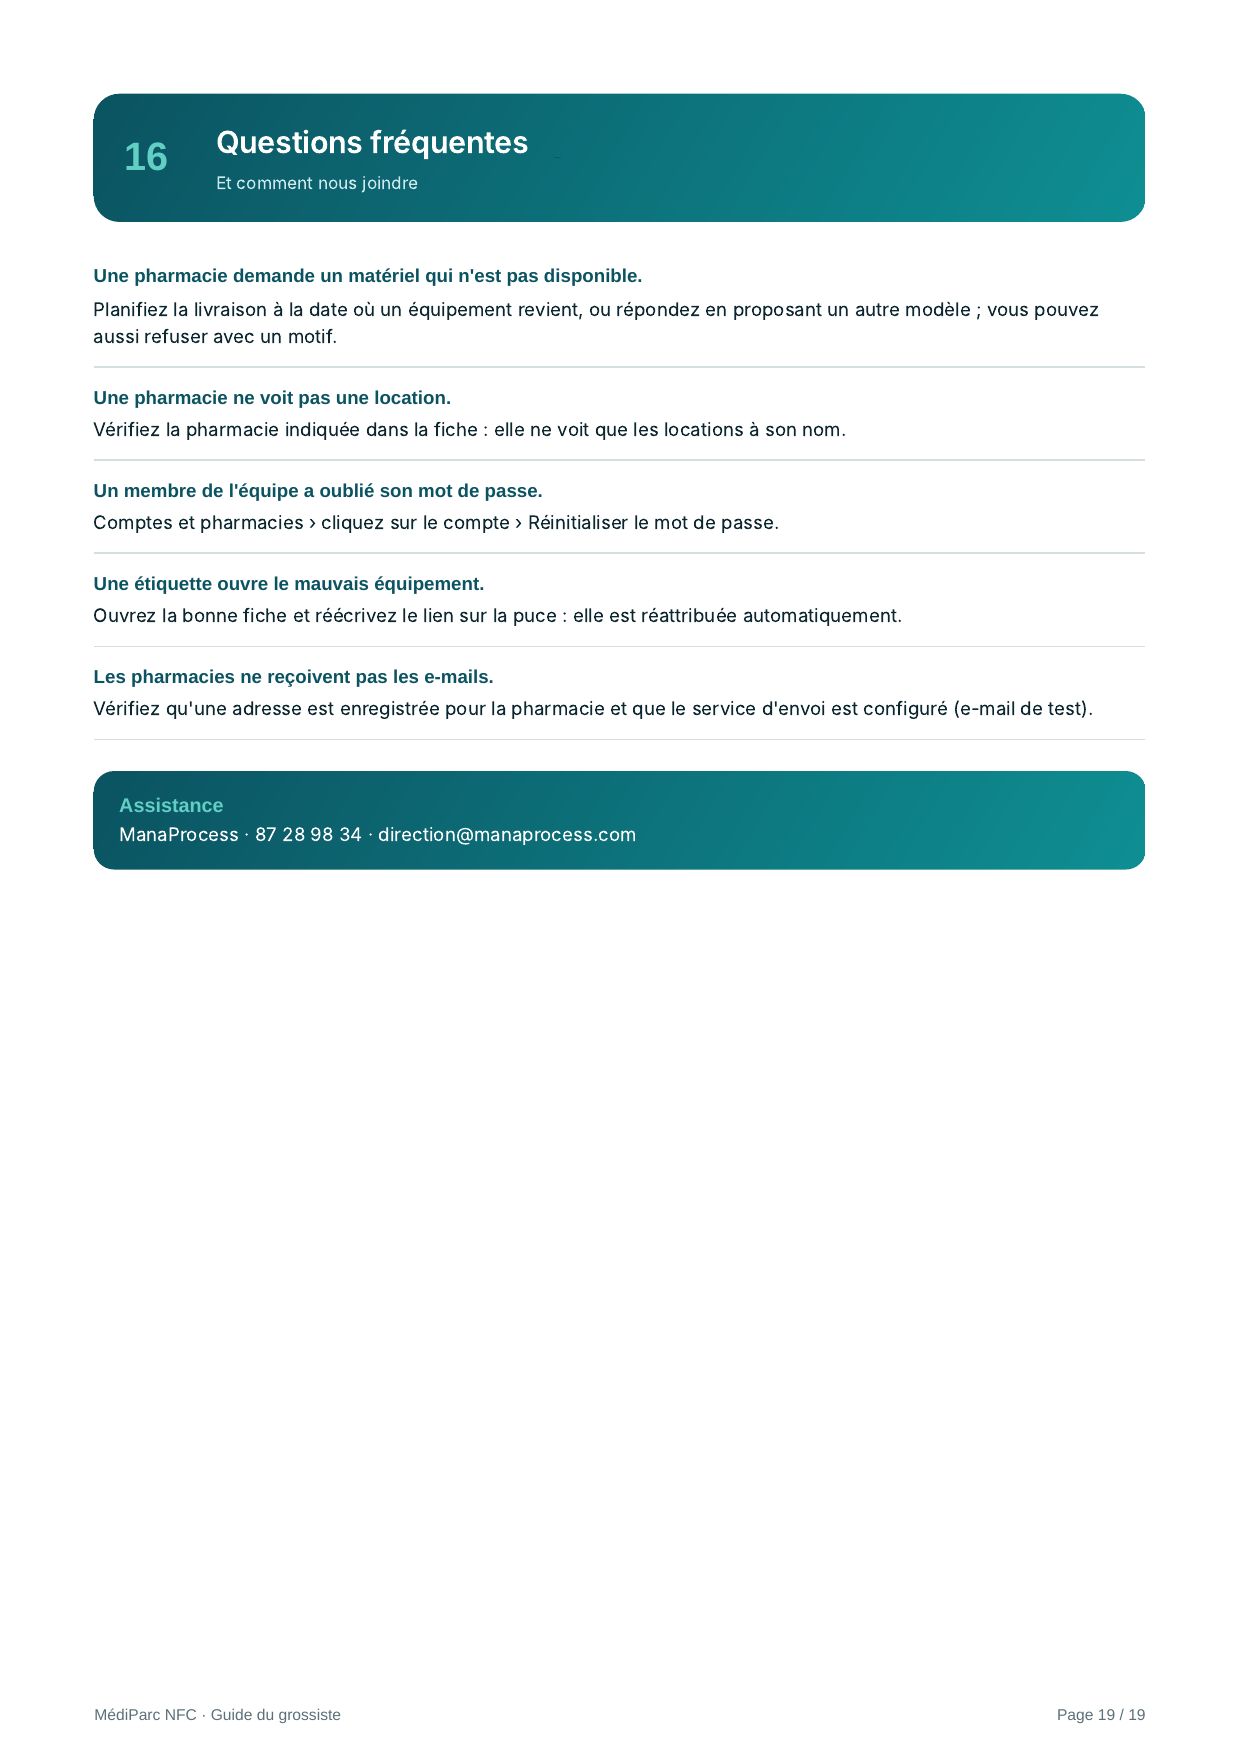 16
Questions fréquentes
Et comment nous joindre
Une pharmacie demande un matériel qui n'est pas disponible.
Planifiez la livraison à la date où un équipement revient, ou répondez en proposant un autre modèle ; vous pouvez
aussi refuser avec un motif.
Une pharmacie ne voit pas une location.
Vérifiez la pharmacie indiquée dans la fiche : elle ne voit que les locations à son nom.
Un membre de l'équipe a oublié son mot de passe.
Comptes et pharmacies › cliquez sur le compte › Réinitialiser le mot de passe.
Une étiquette ouvre le mauvais équipement.
Ouvrez la bonne fiche et réécrivez le lien sur la puce : elle est réattribuée automatiquement.
Les pharmacies ne reçoivent pas les e-mails.
Vérifiez qu'une adresse est enregistrée pour la pharmacie et que le service d'envoi est configuré (e-mail de test).
Assistance
ManaProcess · 87 28 98 34 · direction@manaprocess.com
MédiParc NFC · Guide du grossiste
Page 19 / 19